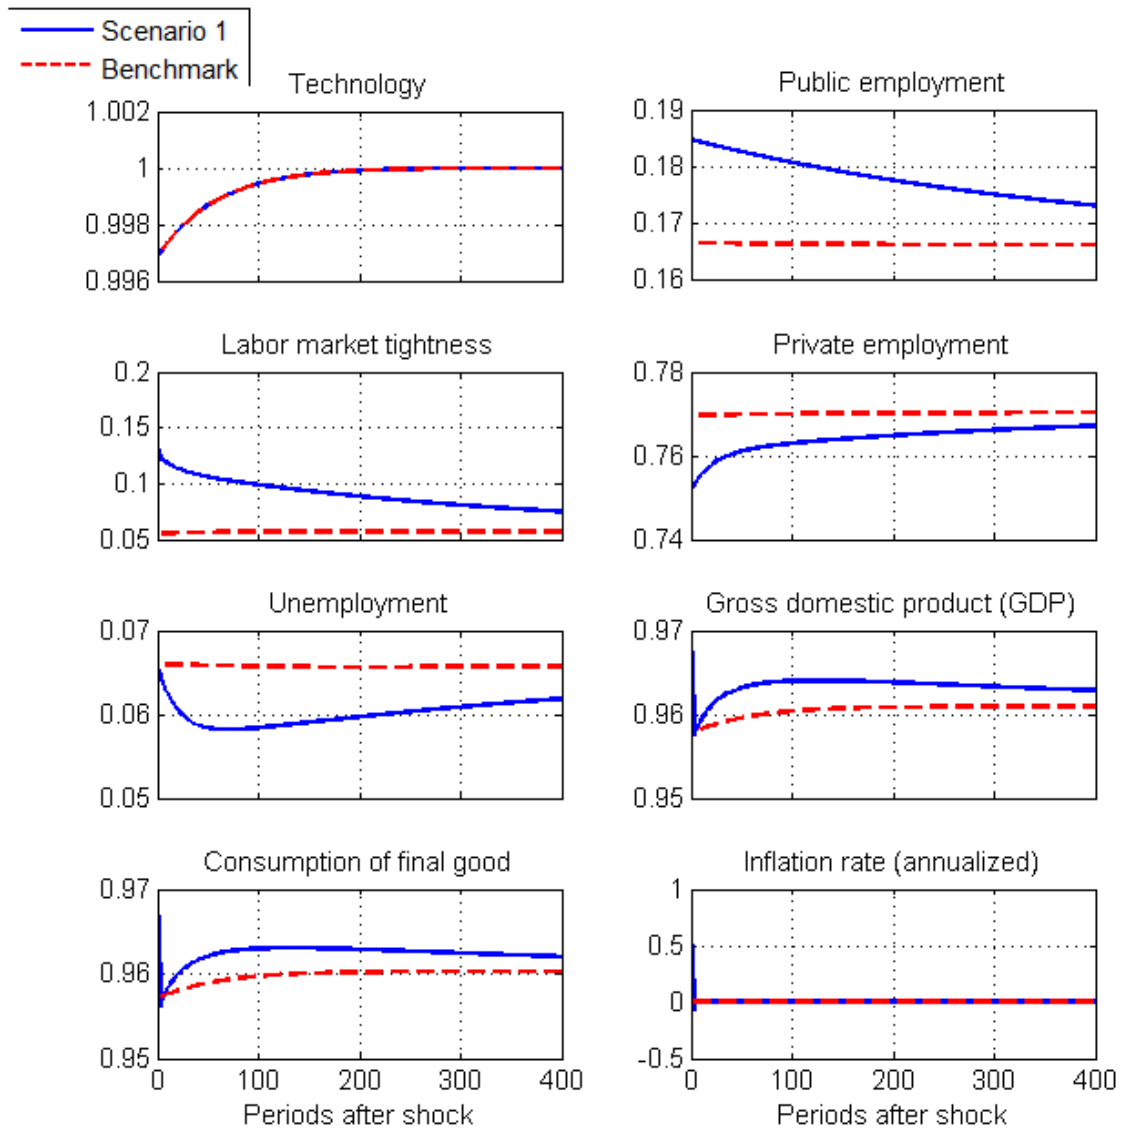 Scenario 1
Benchmark
Technology
1.002
1
0.998
0.996
Public employment
0.19
0.18
0.17
0.16
Labor market tightness
0.2
0.15
0.1
0.05
Private employment
0.78
0.76
0.74
Unemployment
0.07
0.06
0.05
Gross domestic product (GDP)
0.97
0.96
0.95
Consumption of final good
0.97
0.96
0.95
0 100 200 300 400
Periods after shock
Inflation rate (annualized)
1
0.5
0
-0.5
0 100 200 300 400
Periods after shock